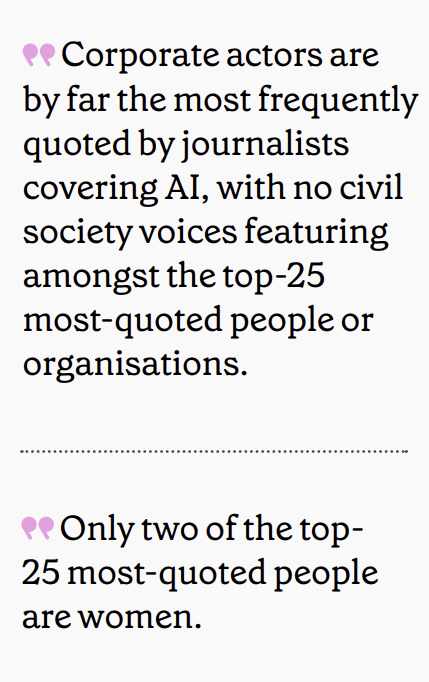 ❞ Corporate actors are
by far the most frequently
quoted by journalists
covering AI, with no civil
society voices featuring
amongst the top-25
most-quoted people or
organisations.
❞ Only two of the top-
25 most-quoted people
are women.